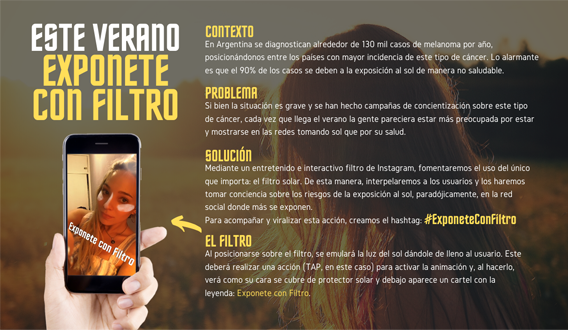 ESTE VERANO
EXPONETE
CON FILTRO
Exponete con Filtro
CONTEXTO
En Argentina se diagnostican alrededor de 130 mil casos de melanoma por año,
posicionándonos entre los países con mayor incidencia de este tipo de cáncer. Lo alarmante
es que el 90% de los casos se deben a la exposición al sol de manera no saludable.
PROBLEMA
Si bien la situación es grave y se han hecho campañas de concientización sobre este tipo
de cáncer, cada vez que llega el verano la gente pareciera estar más preocupada por estar
y mostrarse en las redes tomando sol que por su salud.
SOLUCIÓN
Mediante un entretenido e interactivo filtro de Instagram, fomentaremos el uso del único
que importa: el filtro solar. De esta manera, interpelaremos a los usuarios y los haremos
tomar conciencia sobre los riesgos de la exposición al sol, paradójicamente, en la red
social donde más se exponen.
Para acompañar y viralizar esta acción, creamos el hashtag: #ExponeteConFiltro
EL FILTRO
Al posicionarse sobre el filtro, se emulará la luz del sol dándole de lleno al usuario. Este
deberá realizar una acción (TAP, en este caso) para activar la animación y, al hacerlo,
verá como su cara se cubre de protector solar y debajo aparece un cartel con la
leyenda: Exponete con Filtro.